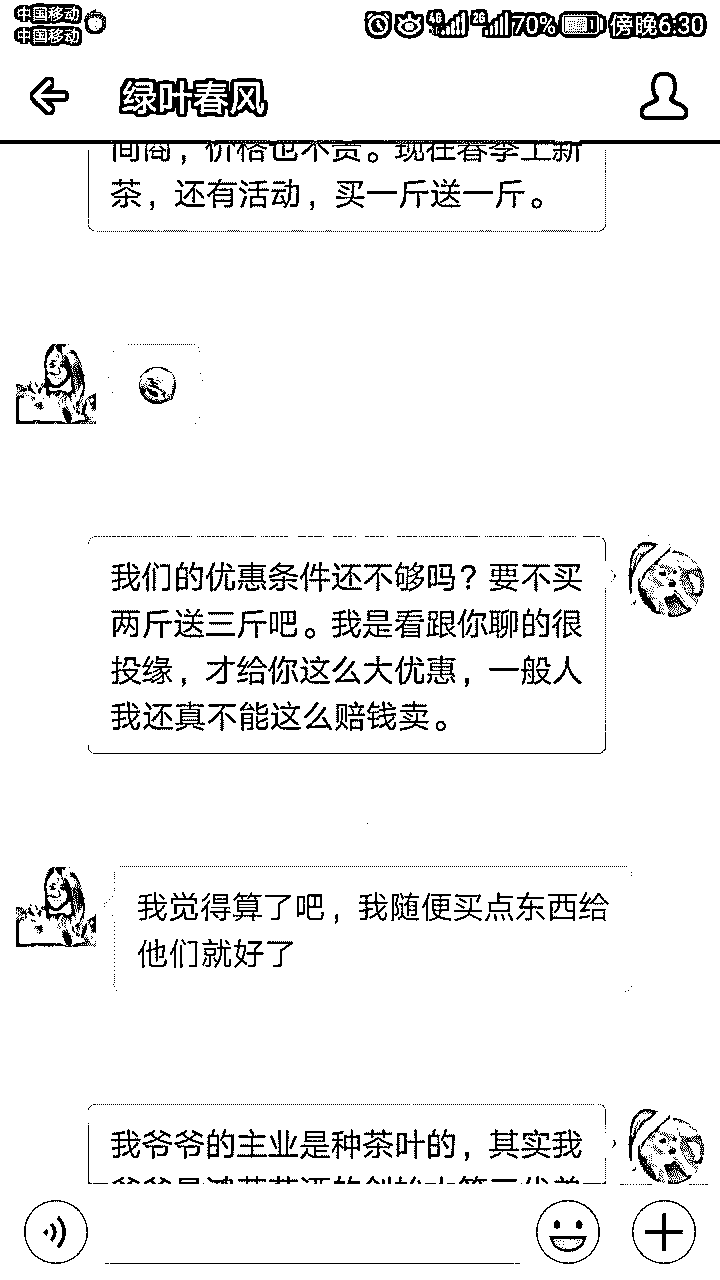 中国移动
中国移动
4G 2G 70% 傍晚6:30
绿叶春风
间商，价格也不贵。现在春季上新
茶，还有活动，买一斤送一斤。
我们的优惠条件还不够吗？要不买
两斤送三斤吧。我是看跟你聊的很
投缘，才给你这么大优惠，一般人
我还真不能这么赔钱卖。
我觉得算了吧，我随便买点东西给
他们就好了
我爷爷的主业是种茶叶的，其实我